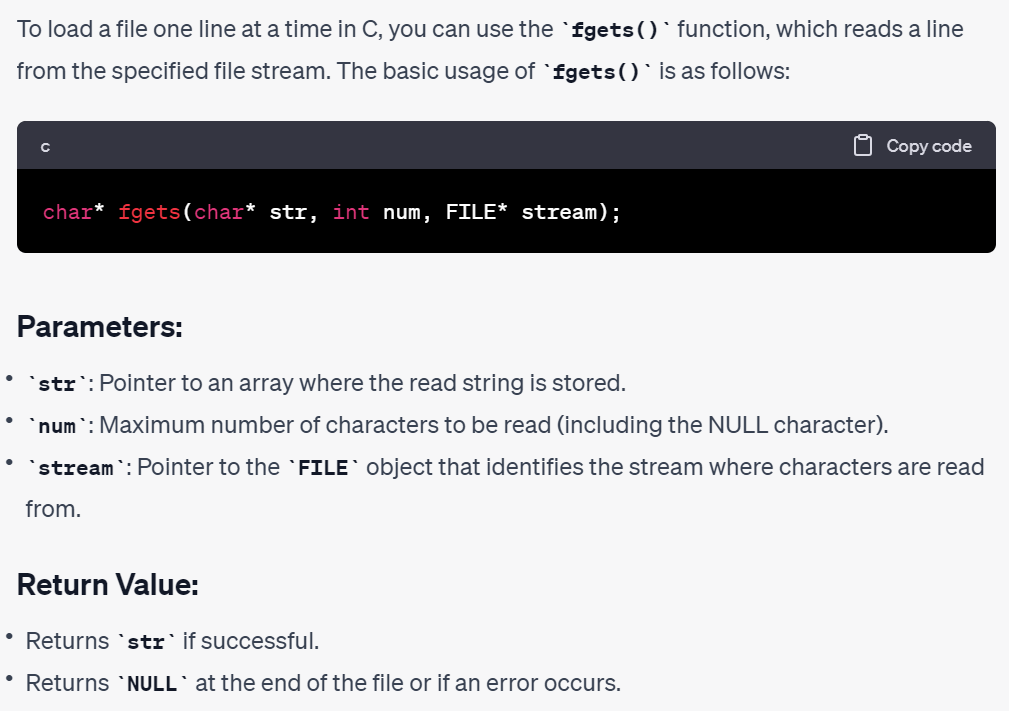 To load a file one line at a time in C, you can use the `fgets()` function, which reads a line
from the specified file stream. The basic usage of `fgets()` is as follows:
c
Copy code
char* fgets(char* str, int num, FILE* stream);
Parameters:
• `str`: Pointer to an array where the read string is stored.
• `num`: Maximum number of characters to be read (including the NULL character).
• `stream`: Pointer to the `FILE` object that identifies the stream where characters are read
from.
Return Value:
• Returns `str` if successful.
• Returns `NULL` at the end of the file or if an error occurs.